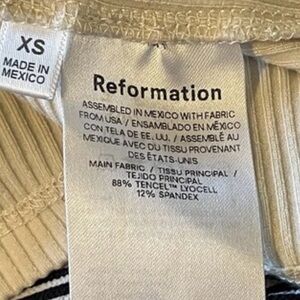 XS
MADE IN
MEXICO
Reformation
ASSEMBLED IN MEXICO WITH FABRIC
FROM USA / ENSAMBLADO EN MÉXICO
CON TELA DE EE. UU. / ASSEMBLÉ AU
MEXIQUE AVEC DU TISSU PROVENANT
DES ÉTATS-UNIS
MAIN FABRIC / TISSU PRINCIPAL /
TEJIDO PRINCIPAL
88% TENCEL™ LYOCELL
12% SPANDEX